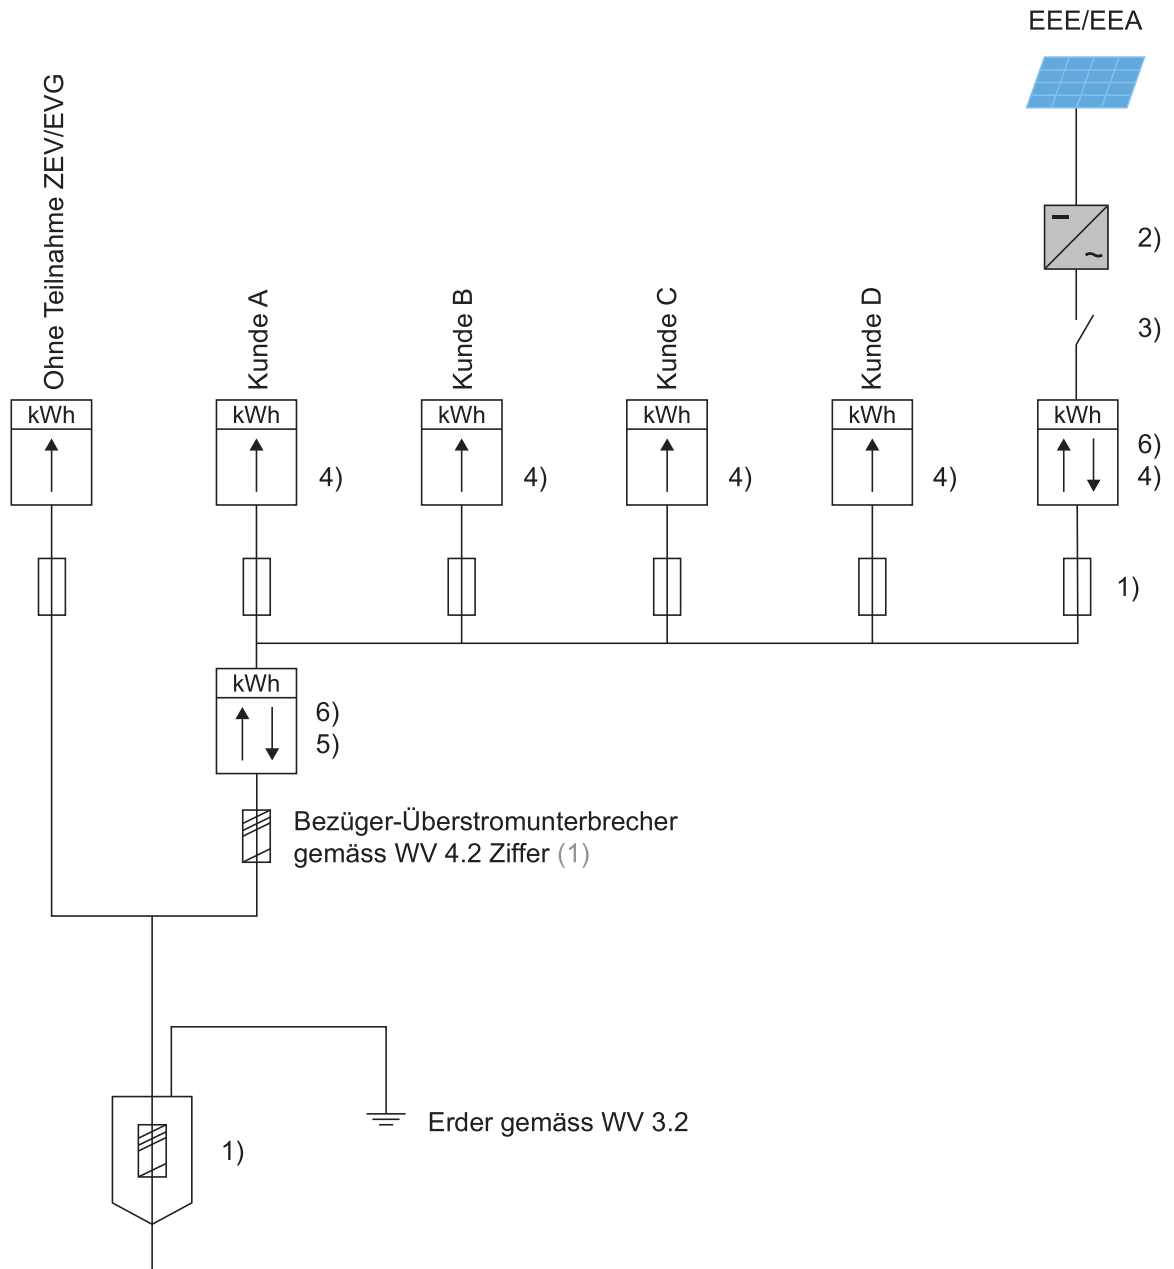 EEE/EEA
Ohne Teilnahme ZEV/EVG
2)
Kunde A
Kunde B
Kunde C
Kunde D
3)
kWh
kWh
kWh
kWh
kWh
kWh
6)
4)
4)
4)
4)
4)
1)
kWh
6)
5)
Bezüger-Überstromunterbrecher
gemäss WV 4.2 Ziffer (1)
Erder gemäss WV 3.2
1)